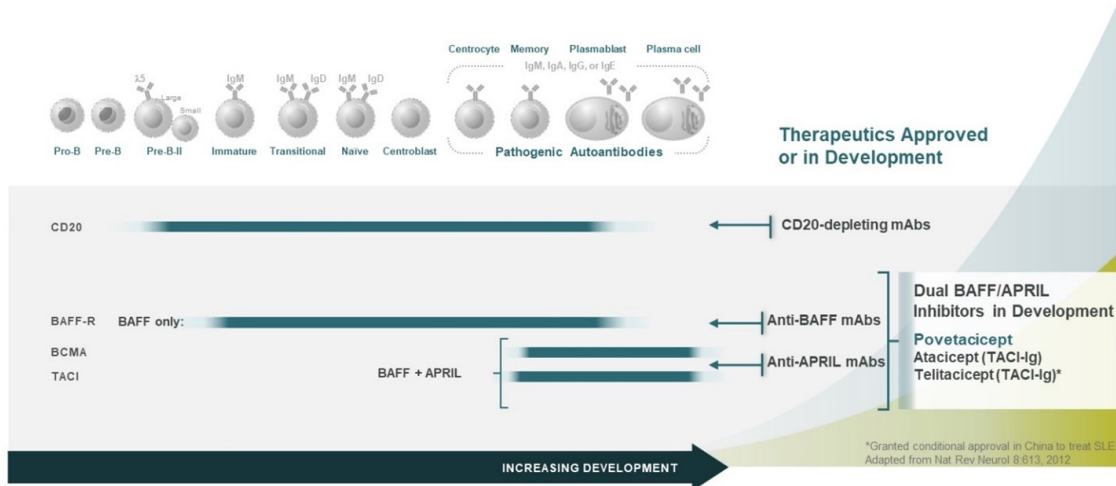 Centrocyte Memory Plasmablast Plasma cell
IgM, IgA, IgG, or IgE
λ5 IgM IgM IgD IgM IgD
Large
Small
Pro-B Pre-B Pre-B-II Immature Transitional Naïve Centroblast
Pathogenic Autoantibodies
Therapeutics Approved
or in Development
CD20
CD20-depleting mAbs
BAFF-R BAFF only:
Anti-BAFF mAbs
BCMA
TACI
BAFF + APRIL
Anti-APRIL mAbs
Dual BAFF/APRIL
Inhibitors in Development
Povetacicept
Atacicept (TACI-Ig)
Telitacicept (TACI-Ig)*
*Granted conditional approval in China to treat SLE
Adapted from Nat Rev Neurol 8:613, 2012
INCREASING DEVELOPMENT